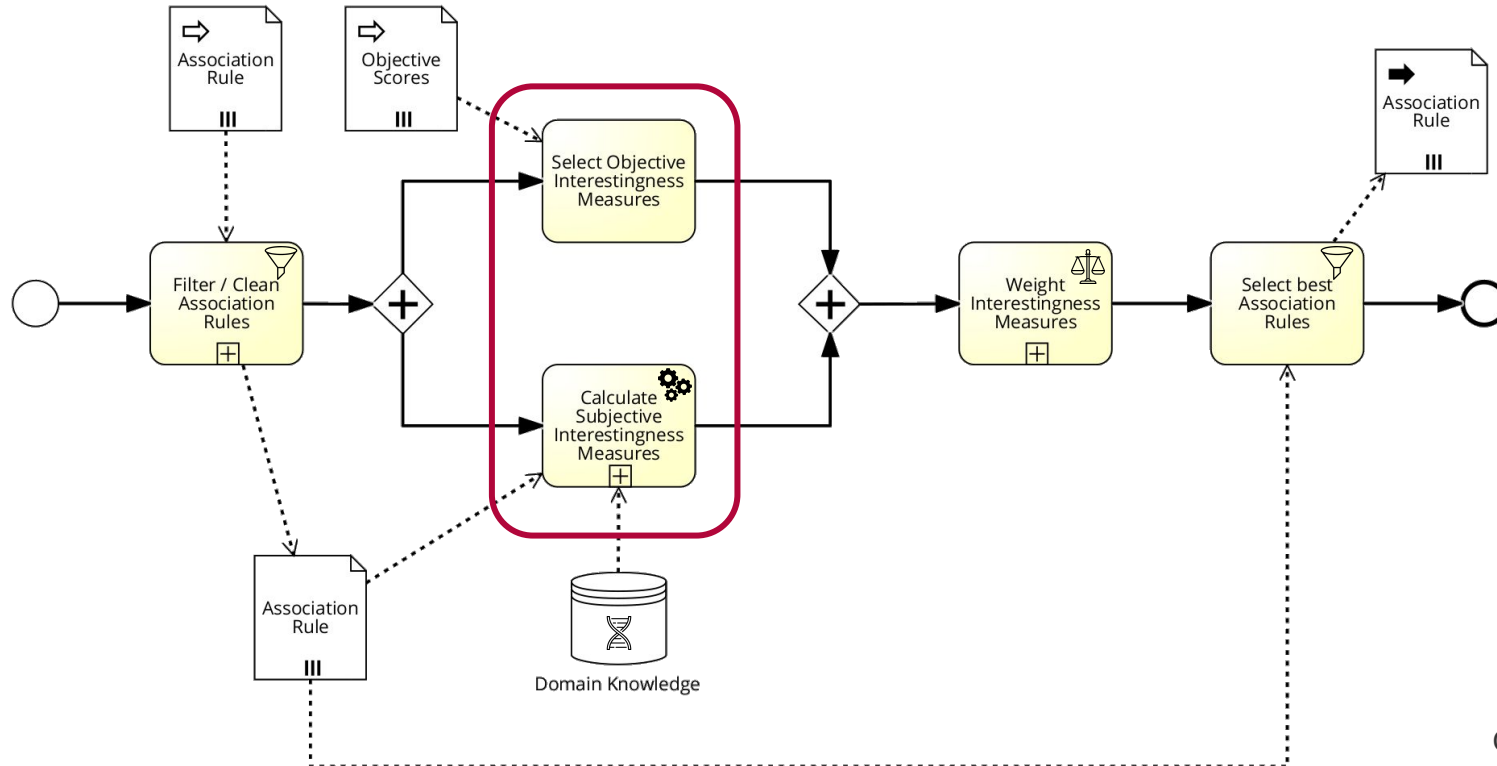 Association
Rule
Objective
Scores
Association
Rule
Select Objective
Interestingness
Measures
Filter / Clean
Association
Rules
Weight
Interestingness
Measures
Select best
Association
Rules
Calculate
Subjective
Interestingness
Measures
Association
Rule
Domain Knowledge